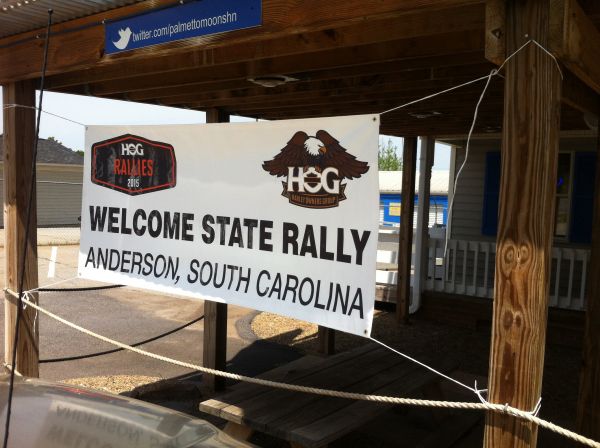 twitter.com/palmettomoonshn
HOG
RALLIES
2015
HOG
HARLEY OWNERS GROUP
WELCOME STATE RALLY
ANDERSON, SOUTH CAROLINA